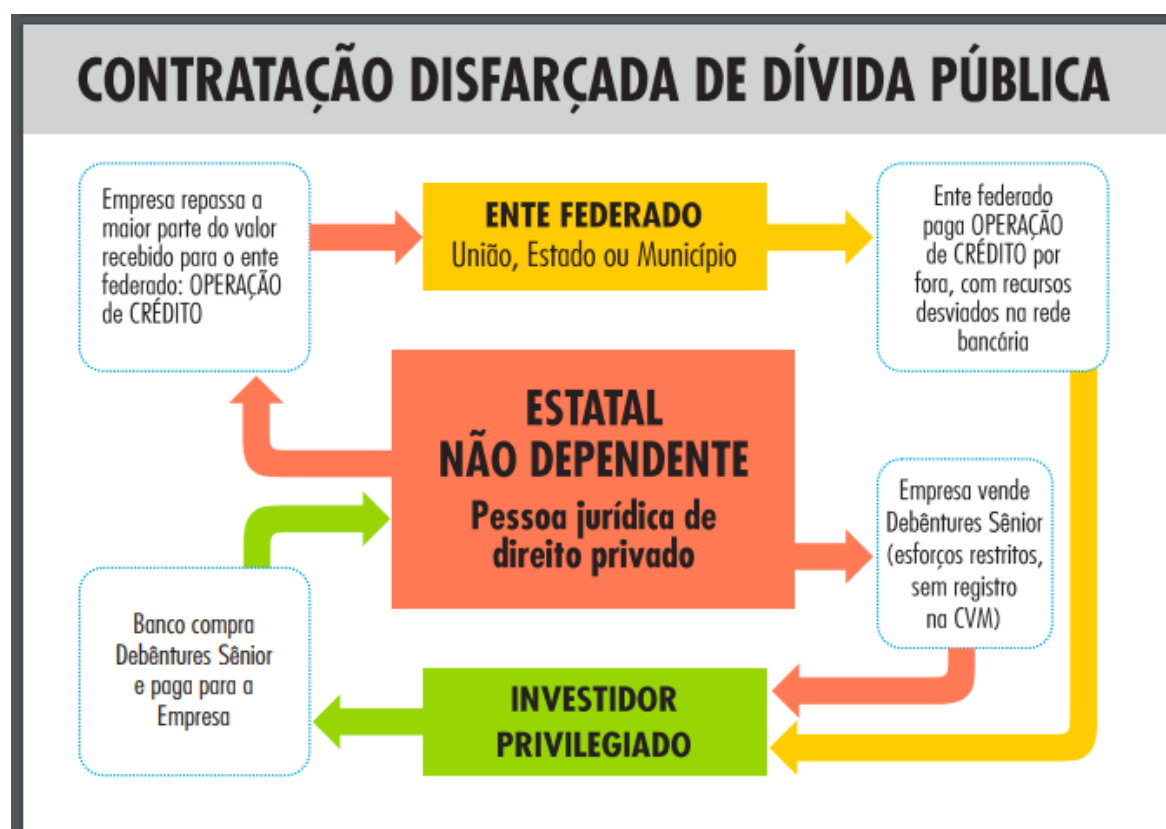 CONTRATAÇÃO DISFARÇADA DE DÍVIDA PÚBLICA
Empresa repassa a
maior parte do valor
recebido para o ente
federado: OPERAÇÃO
de CRÉDITO
ENTE FEDERADO
União, Estado ou Município
Ente federado
paga OPERAÇÃO
de CRÉDITO por
fora, com recursos
desviados na rede
bancária
ESTATAL
NÃO DEPENDENTE
Pessoa jurídica de
direito privado
Empresa vende
Debêntures Sênior
(esforços restritos,
sem registro
na CVM)
Banco compra
Debêntures Sênior
e paga para a
Empresa
INVESTIDOR
PRIVILEGIADO